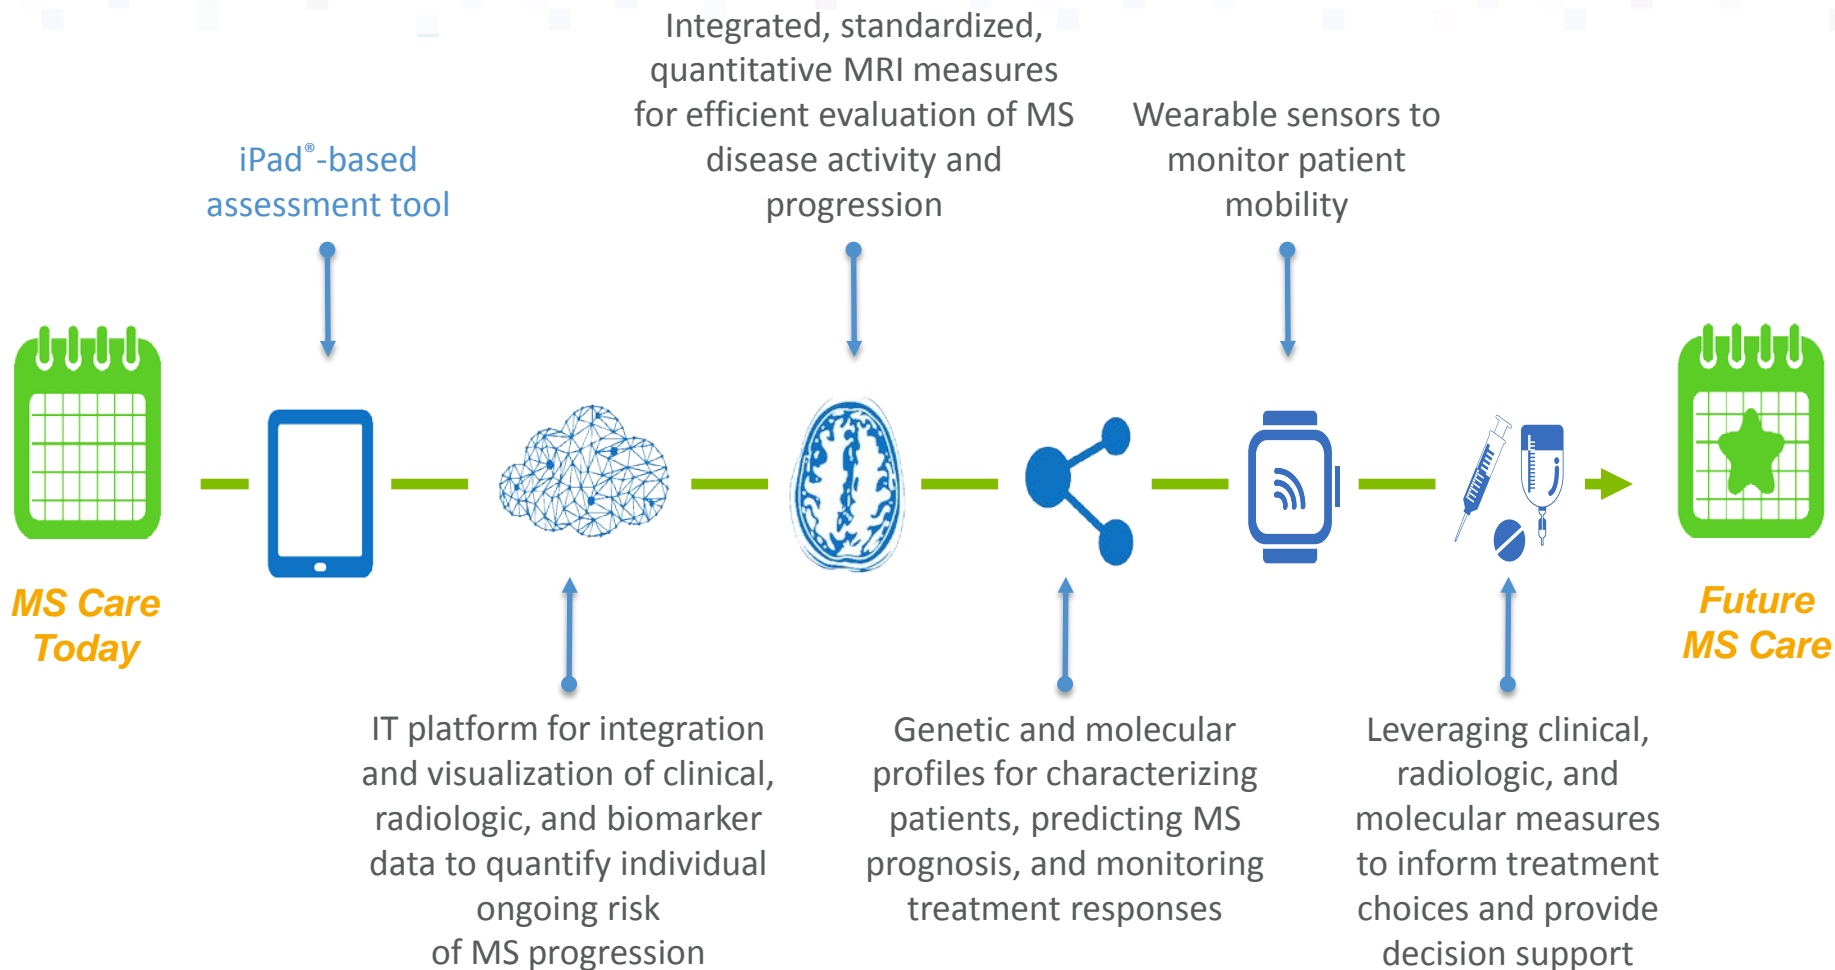 Integrated, standardized,
quantitative MRI measures
for efficient evaluation of MS
disease activity and
progression
iPad®-based
assessment tool
Wearable sensors to
monitor patient
mobility
MS Care
Today
Future
MS Care
IT platform for integration
and visualization of clinical,
radiologic, and biomarker
data to quantify individual
ongoing risk
of MS progression
Genetic and molecular
profiles for characterizing
patients, predicting MS
prognosis, and monitoring
treatment responses
Leveraging clinical,
radiologic, and
molecular measures
to inform treatment
choices and provide
decision support